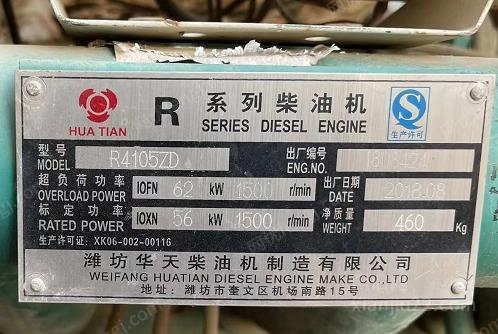 HUA TIAN
R 系列柴油机
SERIES DIESEL ENGINE
生产许可
型号 MODEL R4105ZD
出厂编号 ENG.NO.
超负荷功率 OVERLOAD POWER IOFN 62 kW 1500 r/min
出厂日期 DATE 2018.08
标定功率 RATED POWER IOXN 56 kW 1500 r/min
净质量 WEIGHT 460 Kg
生产许可证: XK06-002-00116
潍坊华天柴油机制造有限公司
WEIFANG HUATIAN DIESEL ENGINE MAKE CO.,LTD
地址: 潍坊市奎文区机场南路15号